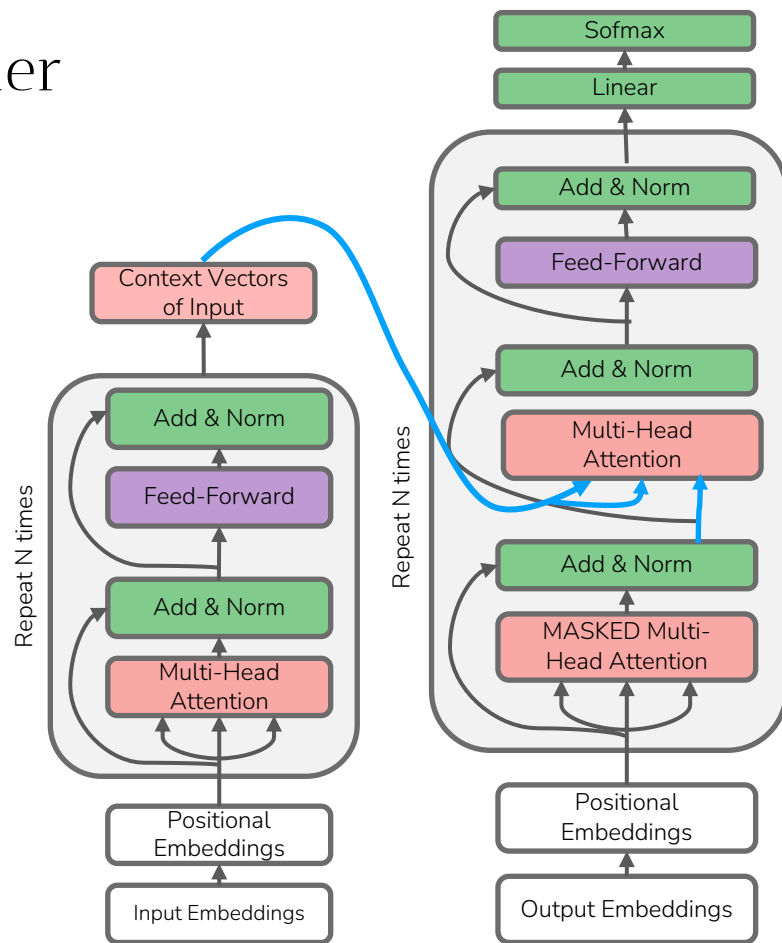 Sofmax
Linear
Add & Norm
Feed-Forward
Add & Norm
Multi-Head
Attention
Add & Norm
MASKED Multi-
Head Attention
Positional
Embeddings
Output Embeddings
Repeat N times
Context Vectors
of Input
Add & Norm
Feed-Forward
Add & Norm
Multi-Head
Attention
Positional
Embeddings
Input Embeddings
Repeat N times